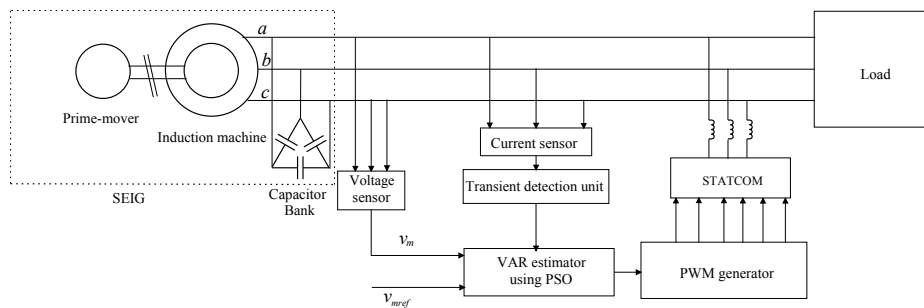 a
b
c
Load
Prime-mover
Induction machine
Current sensor
Capacitor
Bank
Voltage
sensor
Transient detection unit
STATCOM
SEIG
v_m
VAR estimator
using PSO
PWM generator
v_mref